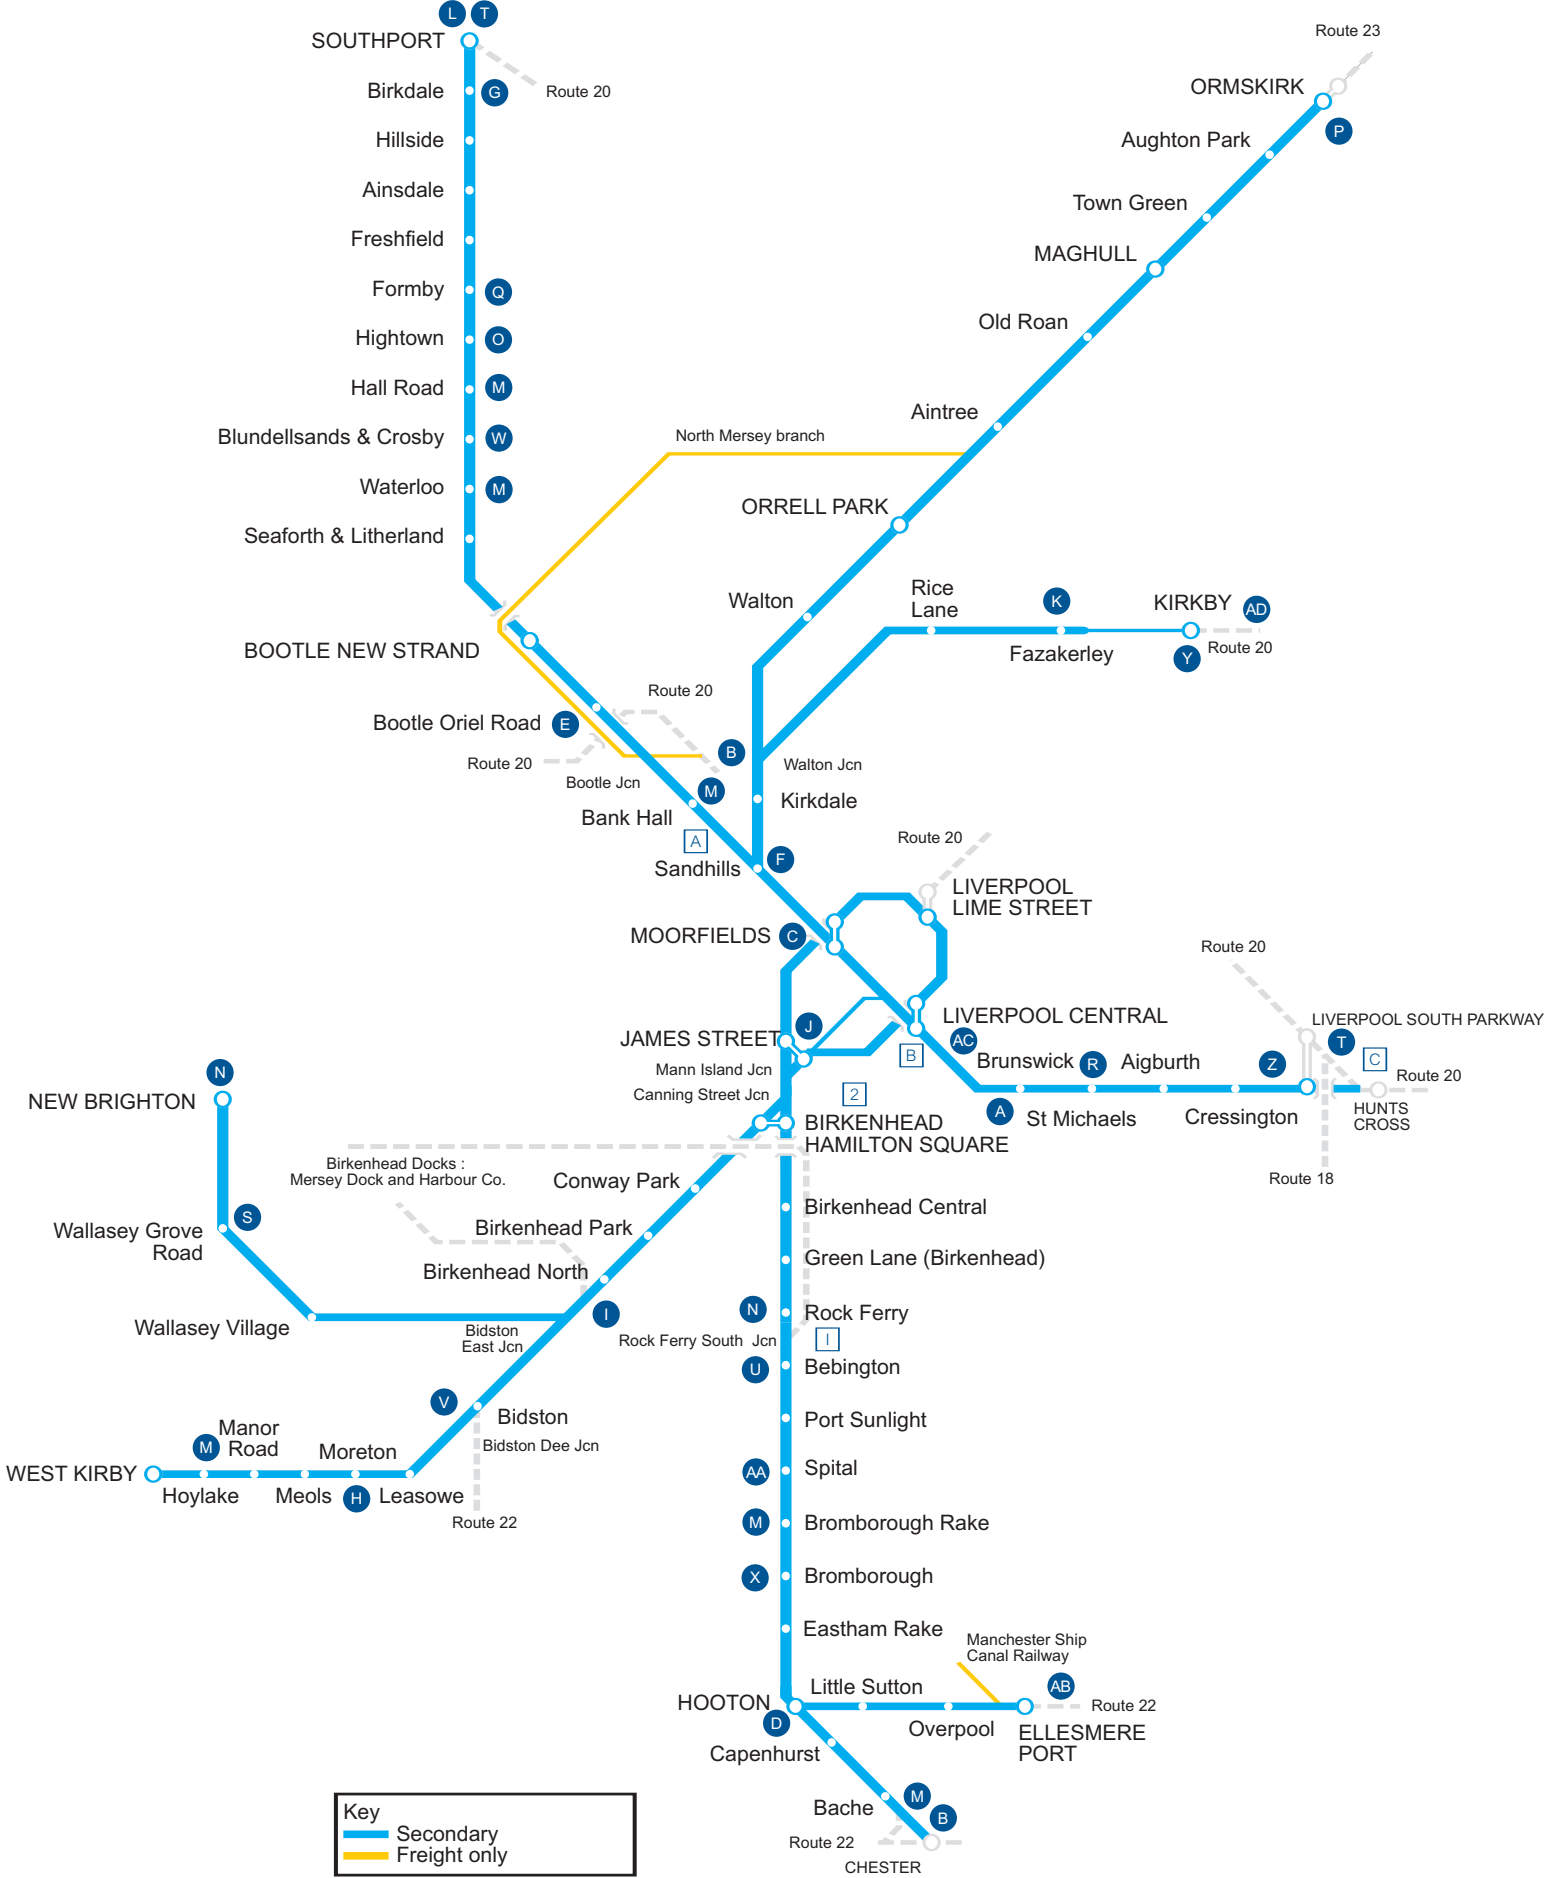 L T
SOUTHPORT
Route 20
Birkdale
G
Hillside
Ainsdale
Freshfield
Formby
Q
Hightown
O
Hall Road
M
Blundellsands & Crosby
W
Waterloo
M
Seaforth & Litherland
BOOTLE NEW STRAND
Route 23
ORMSKIRK
P
Aughton Park
Town Green
MAGHULL
Old Roan
Aintree
North Mersey branch
ORRELL PARK
Walton
Rice
Lane
K
Fazakerley
KIRKBY
AD
Y
Route 20
Route 20
Bootle Oriel Road
E
Route 20
B
Walton Jcn
Bootle Jcn
M
Kirkdale
Bank Hall
A
Sandhills
F
Route 20
LIVERPOOL
LIME STREET
MOORFIELDS
C
Route 20
LIVERPOOL CENTRAL
LIVERPOOL SOUTH PARKWAY
JAMES STREET
J
AC
B
T
C
Brunswick
R
Aigburth
Z
Route 20
Mann Island Jcn
Canning Street Jcn
2
A
St Michaels
Cressington
HUNTS
CROSS
Route 18
N
NEW BRIGHTON
BIRKENHEAD
HAMILTON SQUARE
Birkenhead Docks :
Mersey Dock and Harbour Co.
Conway Park
Birkenhead Central
S
Wallasey Grove
Road
Birkenhead Park
Green Lane (Birkenhead)
Birkenhead North
I
N
Rock Ferry
Wallasey Village
Bidston
East Jcn
Rock Ferry South Jcn
I
U
Bebington
V
Bidston
Bidston Dee Jcn
Port Sunlight
Manor
Road
M
Moreton
WEST KIRBY
Hoylake
Meols
H
Leasowe
Route 22
AA
Spital
M
Bromborough Rake
X
Bromborough
Eastham Rake
Manchester Ship
Canal Railway
HOOTON
D
Little Sutton
AB
Route 22
Overpool
ELLESMERE
PORT
Capenhurst
Bache
M
B
Route 22
CHESTER
Key
Secondary
Freight only